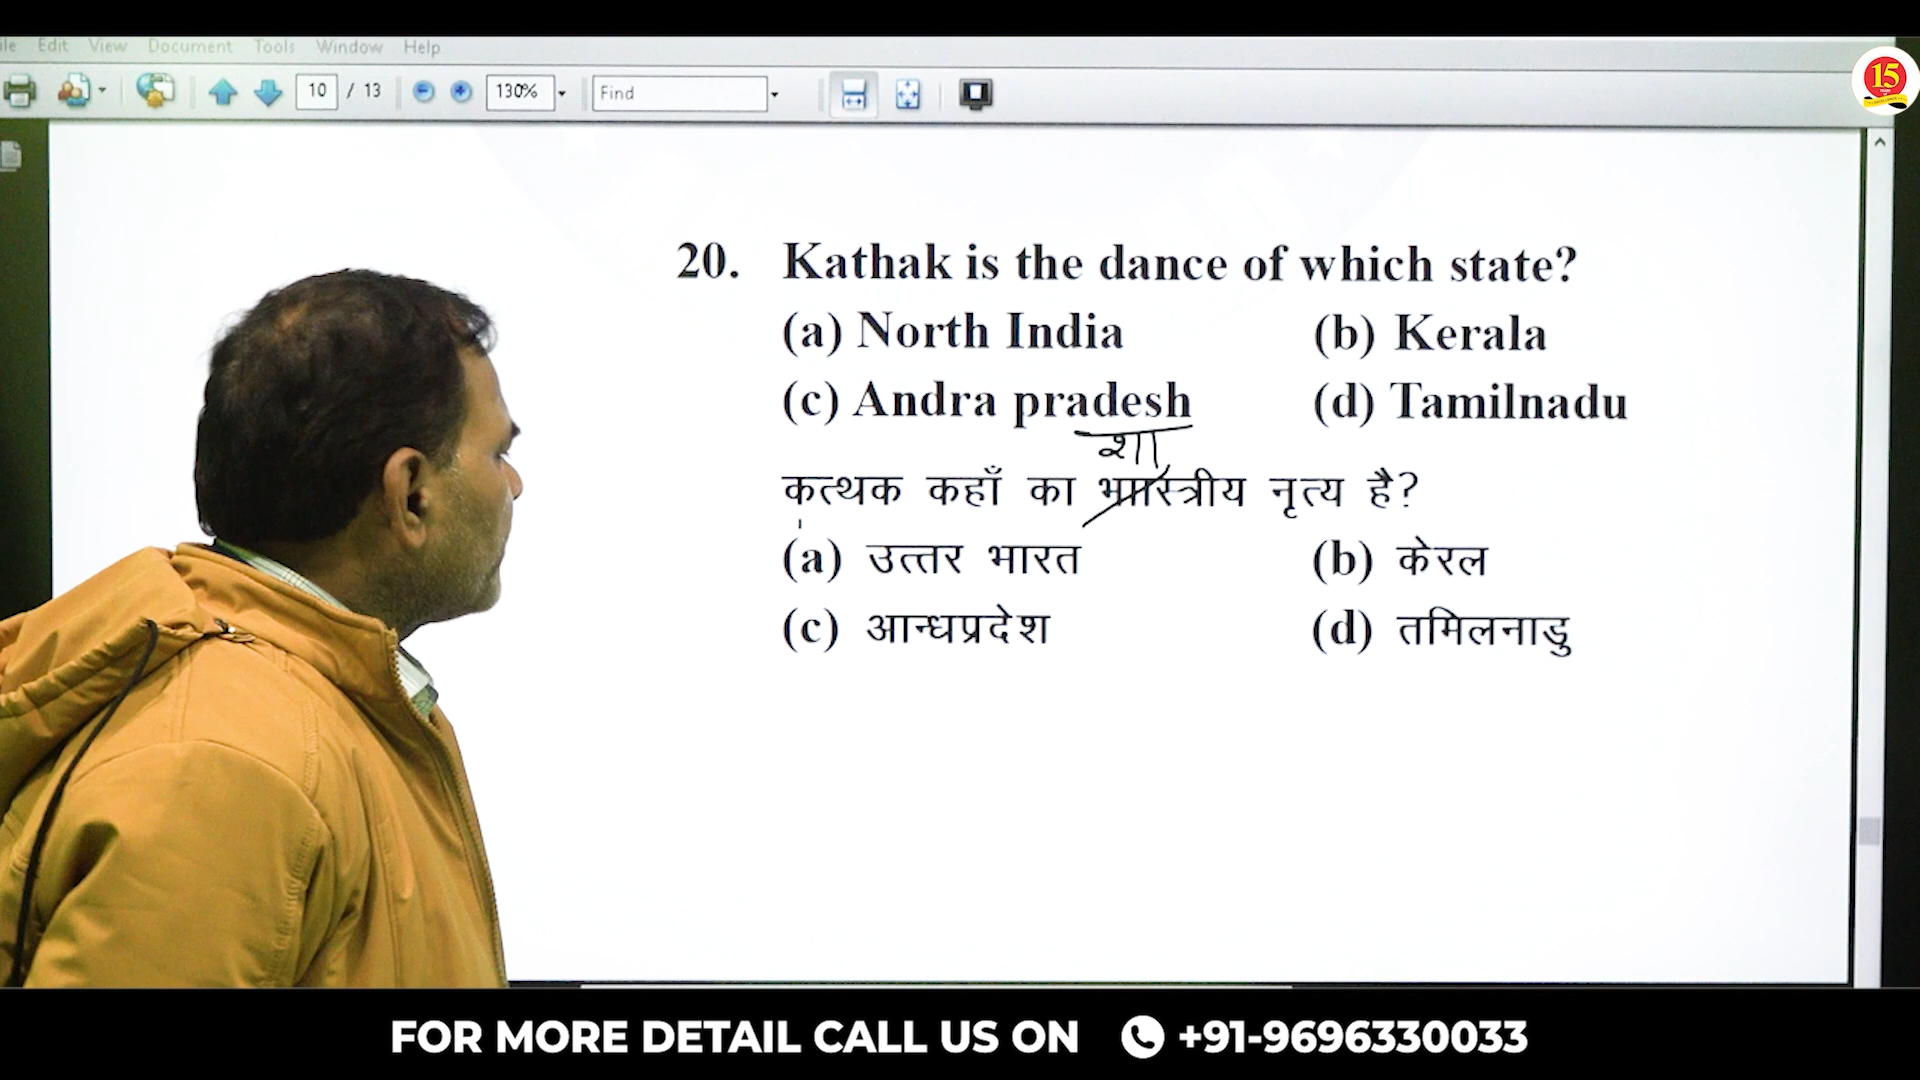 File Edit View Document Tools Window Help
10 / 13 130% Find
15
20. Kathak is the dance of which state?
(a) North India (b) Kerala
(c) Andra pradesh (d) Tamilnadu
शा
कत्थक कहाँ का भाास्त्रीय नृत्य है?
(a) उत्तर भारत (b) केरल
(c) आन्धप्रदेश (d) तमिलनाडु
FOR MORE DETAIL CALL US ON +91-9696330033